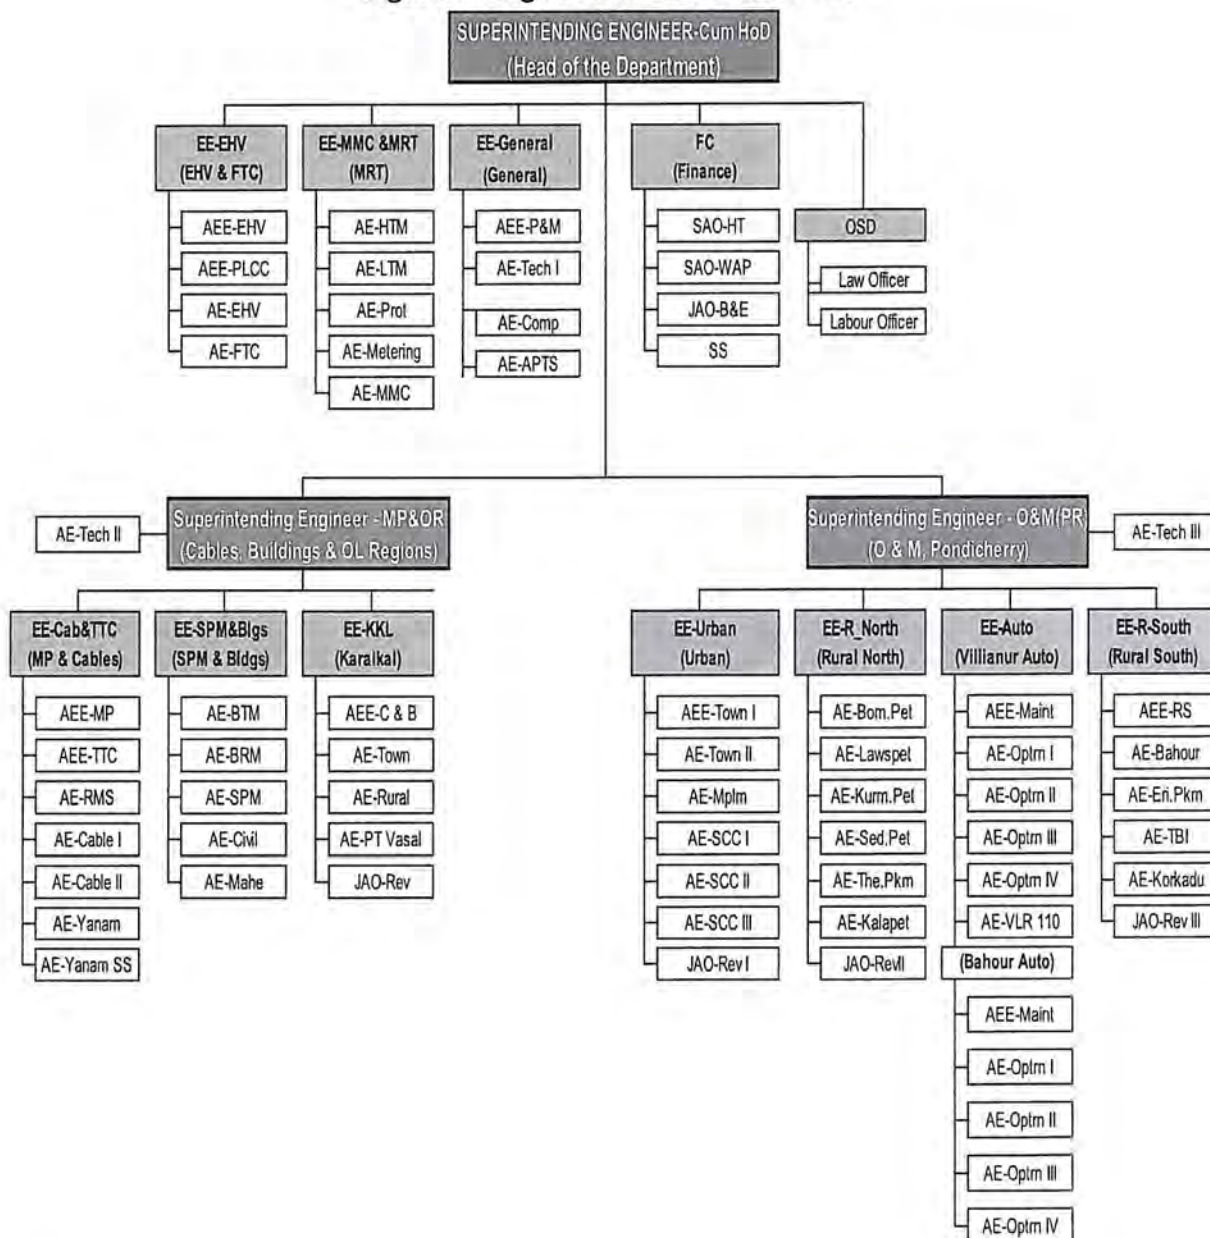 SUPERINTENDING ENGINEER-Cum HoD
(Head of the Department)
EE-EHV
(EHV & FTC)
AEE-EHV
AEE-PLCC
AE-EHV
AE-FTC
EE-MMC &MRT
(MRT)
AE-HTM
AE-LTM
AE-Prot
AE-Metering
AE-MMC
EE-General
(General)
AEE-P&M
AE-Tech I
AE-Comp
AE-APTS
FC
(Finance)
SAO-HT
SAO-WAP
JAO-B&E
SS
OSD
Law Officer
Labour Officer
AE-Tech II
Superintending Engineer - MP&OR
(Cables, Buildings & OL Regions)
EE-Cab&TTC
(MP & Cables)
AEE-MP
AEE-TTC
AE-RMS
AE-Cable I
AE-Cable II
AE-Yanam
AE-Yanam SS
EE-SPM&Blgs
(SPM & Bldgs)
AE-BTM
AE-BRM
AE-SPM
AE-Civil
AE-Mahe
EE-KKL
(Karaikal)
AEE-C & B
AE-Town
AE-Rural
AE-PT Vasal
JAO-Rev
Superintending Engineer - O&M(PR
(O & M, Pondicherry)
AE-Tech III
EE-Urban
(Urban)
AEE-Town I
AE-Town II
AE-Mplm
AE-SCC I
AE-SCC II
AE-SCC III
JAO-Rev I
EE-R_North
(Rural North)
AE-Bom.Pet
AE-Lawspet
AE-Kurm.Pet
AE-Sed.Pet
AE-The.Pkm
AE-Kalapet
JAO-RevII
EE-Auto
(Villianur Auto)
AEE-Maint
AE-Optrn I
AE-Optrn II
AE-Optrn III
AE-Optrn IV
AE-VLR 110
(Bahour Auto)
AEE-Maint
AE-Optrn I
AE-Optrn II
AE-Optrn III
AE-Optrn IV
EE-R-South
(Rural South)
AEE-RS
AE-Bahour
AE-Eri.Pkm
AE-TBI
AE-Korkadu
JAO-Rev III